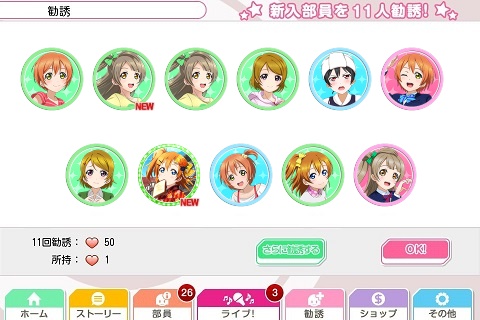 勧誘
新入部員を11人勧誘!
NEW
NEW
11回勧誘: 50
所持: 1
さらに勧誘する
OK!
26
3
ホーム
ストーリー
部員
ライブ!
勧誘
ショップ
その他